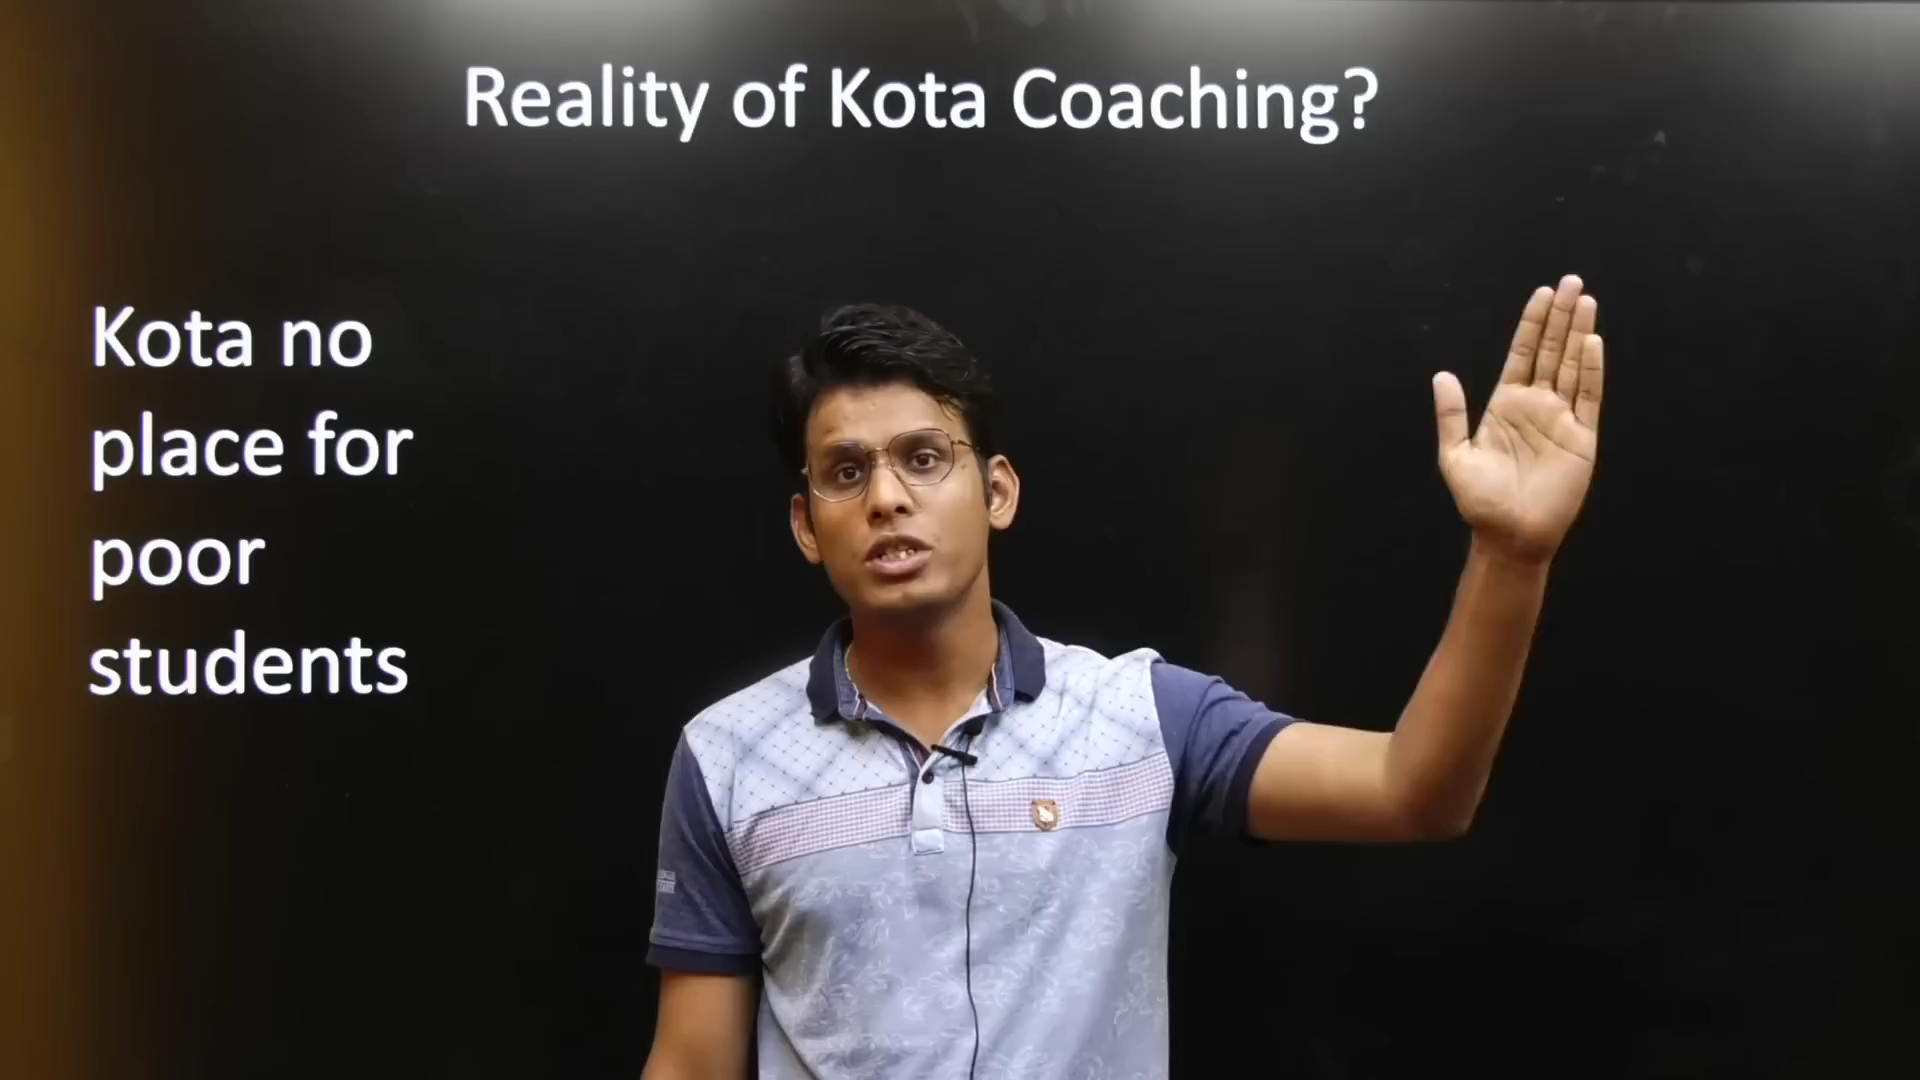 Reality of Kota Coaching?
Kota no
place for
poor
students